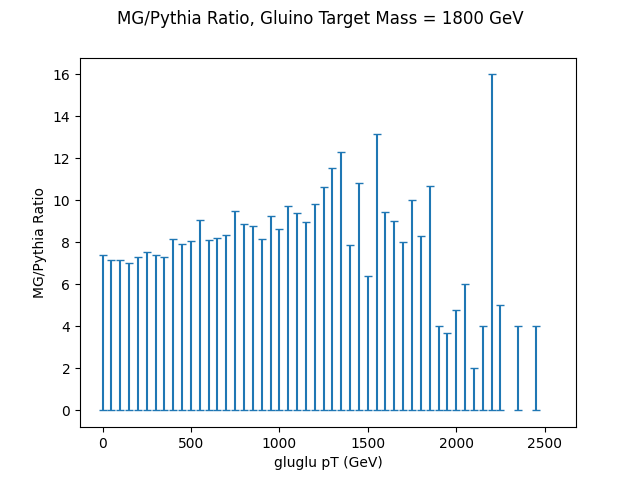 MG/Pythia Ratio, Gluino Target Mass = 1800 GeV
16
14
12
10
8
6
4
2
0
MG/Pythia Ratio
0 500 1000 1500 2000 2500
gluglu pT (GeV)